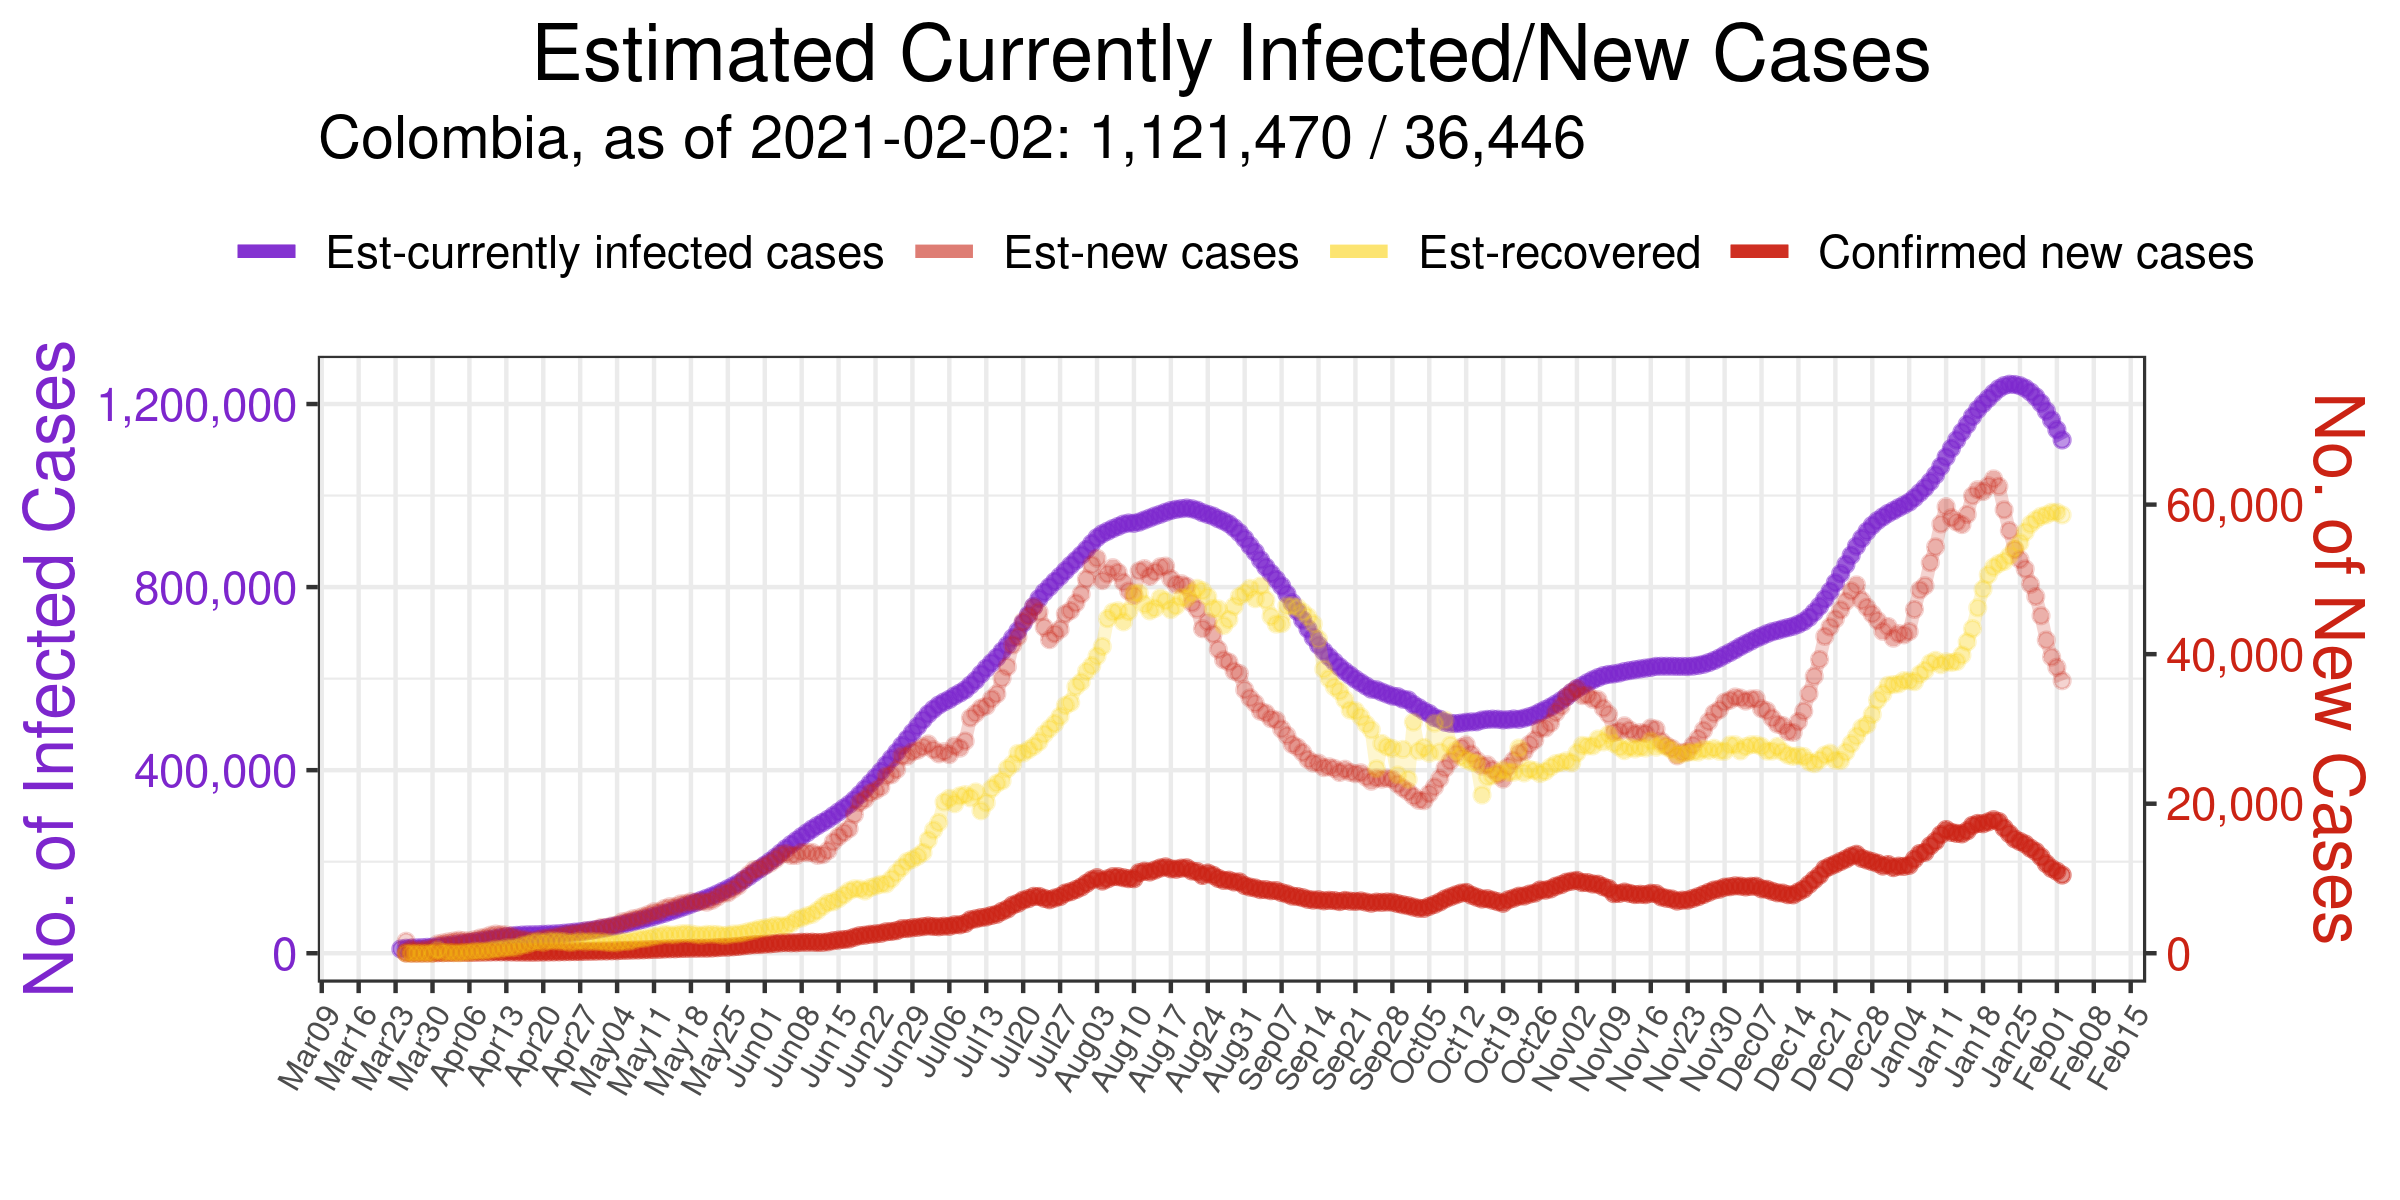 Estimated Currently Infected/New Cases
Colombia, as of 2021-02-02: 1,121,470 / 36,446
Est-currently infected cases Est-new cases Est-recovered Confirmed new cases
No. of Infected Cases
1,200,000
800,000
400,000
0
No. of New Cases
60,000
40,000
20,000
0
Mar09 Mar16 Mar23 Mar30 Apr06 Apr13 Apr20 Apr27 May04 May11 May18 May25 Jun01 Jun08 Jun15 Jun22 Jun29 Jul06 Jul13 Jul20 Jul27 Aug03 Aug10 Aug17 Aug24 Aug31 Sep07 Sep14 Sep21 Sep28 Oct05 Oct12 Oct19 Oct26 Nov02 Nov09 Nov16 Nov23 Nov30 Dec07 Dec14 Dec21 Dec28 Jan04 Jan11 Jan18 Jan25 Feb01 Feb08 Feb15